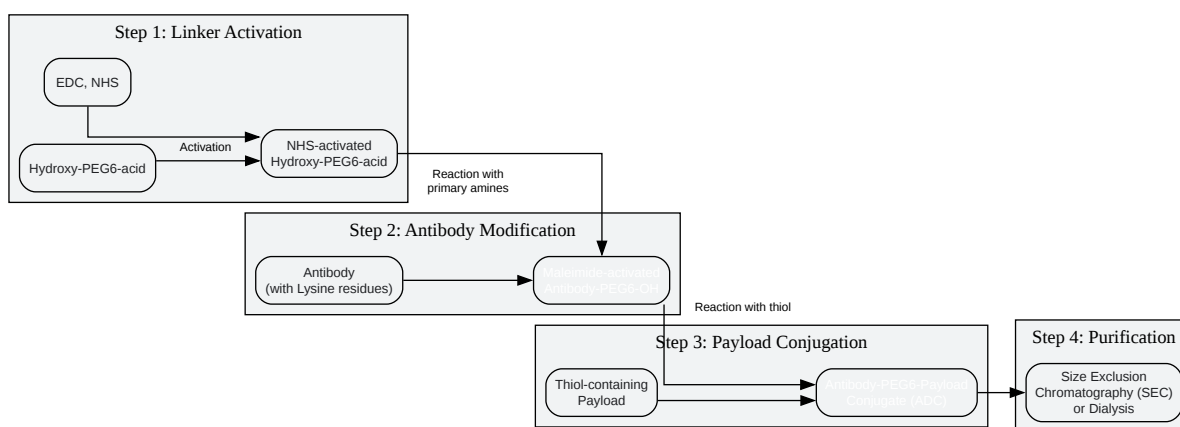 Step 1: Linker Activation
EDC, NHS
Activation
Hydroxy-PEG6-acid
NHS-activated
Hydroxy-PEG6-acid
Reaction with
primary amines
Step 2: Antibody Modification
Antibody
(with Lysine residues)
Maleimide-activated
Antibody-PEG6-OH
Reaction with thiol
Step 3: Payload Conjugation
Thiol-containing
Payload
Antibody-PEG6-Payload
Conjugate (ADC)
Step 4: Purification
Size Exclusion
Chromatography (SEC)
or Dialysis